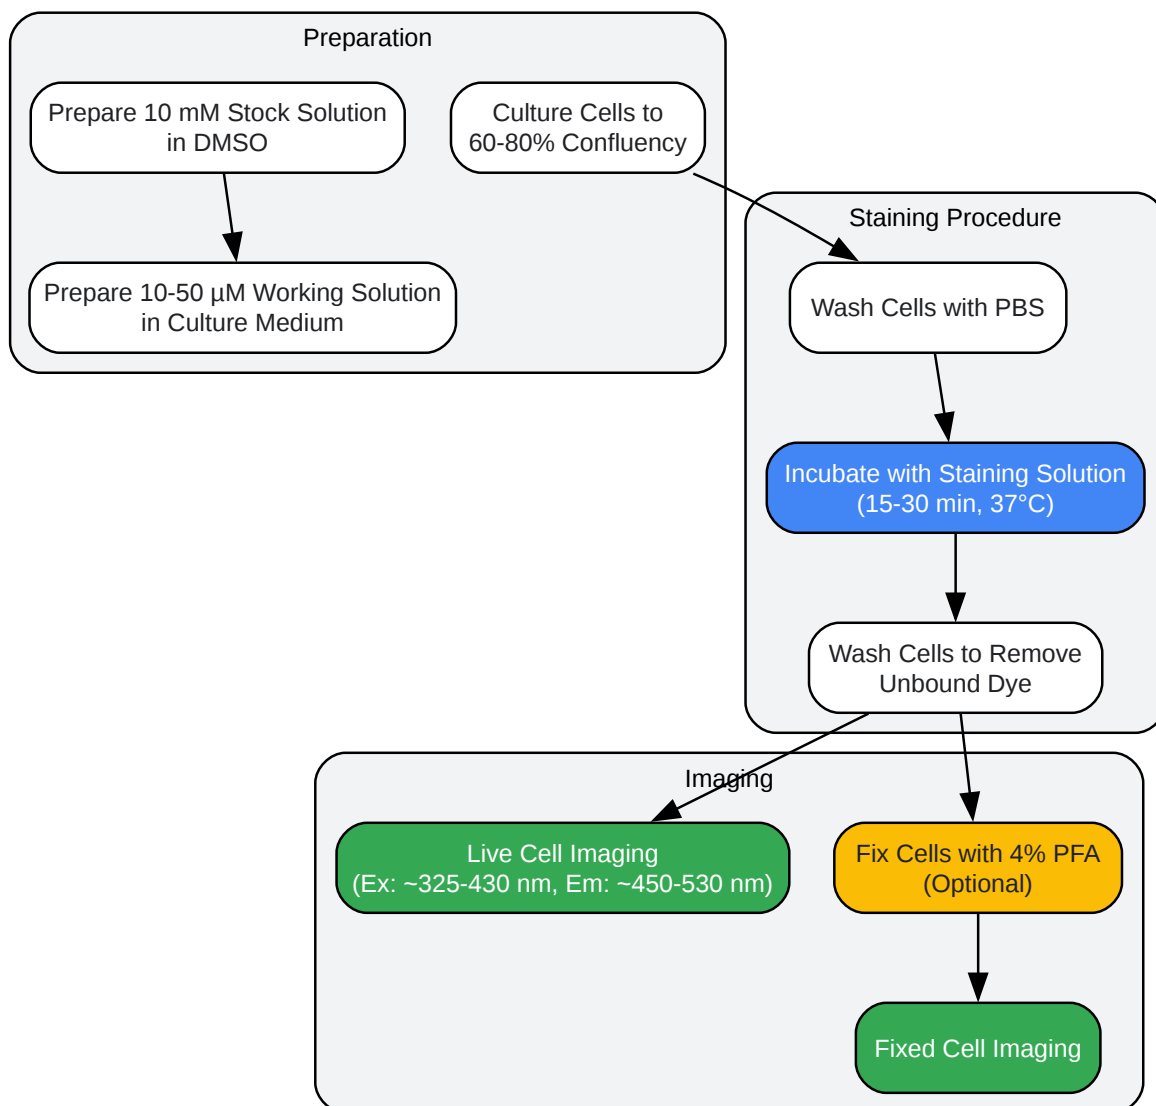 Preparation
Prepare 10 mM Stock Solution
in DMSO
Culture Cells to
60-80% Confluency
Prepare 10-50 µM Working Solution
in Culture Medium
Staining Procedure
Wash Cells with PBS
Incubate with Staining Solution
(15-30 min, 37°C)
Wash Cells to Remove
Unbound Dye
Imaging
Live Cell Imaging
(Ex: ~325-430 nm, Em: ~450-530 nm)
Fix Cells with 4% PFA
(Optional)
Fixed Cell Imaging